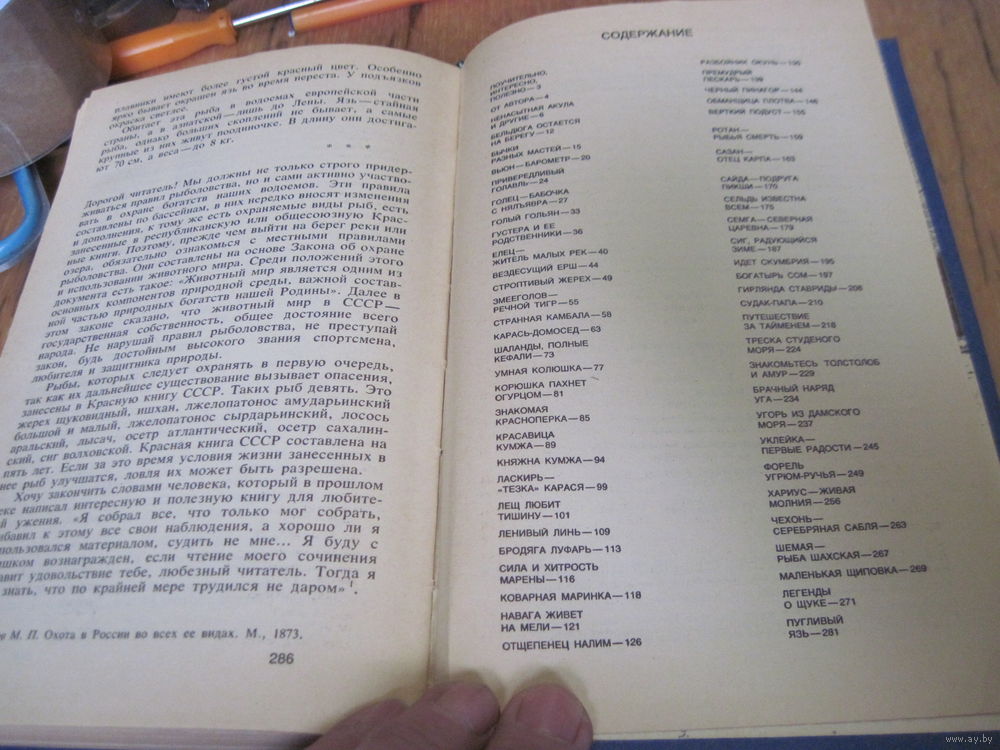 плавники имеют более густой красный цвет. Особенно
ярко бывает окрашен язь во время нереста. У подъязков
окраска светлее.
Обитает эта рыба в водоемах европейской части
страны, а в азиатской—лишь до Лены. Язь—стайная
рыба, однако больших скоплений не бывает, а самые
крупные из них живут поодиночке. В длину они достига-
ют 70 см, а веса—до 8 кг.
* * *
Дорогой читатель! Мы должны не только строго придер-
живаться правил рыболовства, но и сами активно участво-
вать в охране богатств наших водоемов. Эти правила
составлены по бассейнам, в них нередко вносят изменения
и дополнения, к тому же есть охраняемые виды рыб, есть
занесенные в республиканскую или общесоюзную Крас-
ные книги. Поэтому, прежде чем выйти на берег реки или
озера, обязательно ознакомься с местными правилами
рыболовства. Они составлены на основе Закона об охране
и использовании животного мира. Среди положений этого
документа есть такое: «Животный мир является одним из
основных компонентов природной среды, важной состав-
ной частью природных богатств нашей Родины». Далее в
этом законе сказано, что животный мир в СССР—
государственная собственность, общее достояние всего
народа. Не нарушай правил рыболовства, не преступай
закон, будь достойным высокого звания спортсмена,
любителя и защитника природы.
Рыбы, которых следует охранять в первую очередь,
так как их дальнейшее существование вызывает опасения,
занесены в Красную книгу СССР. Таких рыб девять. Это
жерех щуковидный, ишхан, лжелопатонос амударьинский
большой и малый, лжелопатонос сырдарьинский, лосось
аральский, лысач, осетр атлантический, осетр сахалин-
ский, сиг волховской. Красная книга СССР составлена на
пять лет. Если за это время условия жизни занесенных в
нее рыб улучшатся, ловля их может быть разрешена.
Хочу закончить словами человека, который в прошлом
еке написал интересную и полезную книгу для любите-
й ужения. «Я собрал все, что только мог собрать,
ибавил к этому все свои наблюдения, а хорошо ли я
пользовался материалом, судить не мне... Я буду с
ишком вознагражден, если чтение моего сочинения
авит удовольствие тебе, любезный читатель. Тогда я
знать, что по крайней мере трудился не даром»¹.
в М. П. Охота в России во всех ее видах. М., 1873.
286
СОДЕРЖАНИЕ
ПОУЧИТЕЛЬНО,
ИНТЕРЕСНО,
ПОЛЕЗНО—3
ОТ АВТОРА—4
НЕНАСЫТНАЯ АКУЛА
И ДРУГИЕ—6
БЕЛЬДЮГА ОСТАЕТСЯ
НА БЕРЕГУ—12
БЫЧКИ
РАЗНЫХ МАСТЕЙ—15
ВЬЮН—БАРОМЕТР—20
ПРИВЕРЕДЛИВЫЙ
ГОЛАВЛЬ—24
ГОЛЕЦ—БАБОЧКА
С НЯЛЪЯВРА—27
ГОЛЫЙ ГОЛЬЯН—33
ГУСТЕРА И ЕЕ
РОДСТВЕННИКИ—36
ЕЛЕЦ—
ЖИТЕЛЬ МАЛЫХ РЕК—40
ВЕЗДЕСУЩИЙ ЕРШ—44
СТРОПТИВЫЙ ЖЕРЕХ—49
ЗМЕЕГОЛОВ—
РЕЧНОЙ ТИГР—55
СТРАННАЯ КАМБАЛА—58
КАРАСЬ-ДОМОСЕД—63
ШАЛАНДЫ, ПОЛНЫЕ
КЕФАЛИ—73
УМНАЯ КОЛЮШКА—77
КОРЮШКА ПАХНЕТ
ОГУРЦОМ—81
ЗНАКОМАЯ
КРАСНОПЕРКА—85
КРАСАВИЦА
КУМЖА—89
КНЯЖНА КУМЖА—94
ЛАСКИРЬ—
«ТЕЗКА» КАРАСЯ—99
ЛЕЩ ЛЮБИТ
ТИШИНУ—101
ЛЕНИВЫЙ ЛИНЬ—109
БРОДЯГА ЛУФАРЬ—113
СИЛА И ХИТРОСТЬ
МАРЕНЫ—116
КОВАРНАЯ МАРИНКА—118
НАВАГА ЖИВЕТ
НА МЕЛИ—121
ОТЩЕПЕНЕЦ НАЛИМ—126
РАЗБОЙНИК ОКУНЬ
ПРЕМУДРЫЙ
ПЕСКАРЬ—139
ЧЕРНЫЙ ПИНАГОР—144
ОБМАНЩИЦА ПЛОТВА—146
ВЕРТКИЙ ПОДУСТ—155
РОТАН—
РЫБЬЯ СМЕРТЬ—159
САЗАН—
ОТЕЦ КАРПА—163
САЙДА—ПОДРУГА
ПИКШИ—170
СЕЛЬДЬ ИЗВЕСТНА
ВСЕМ—175
СЕМГА—СЕВЕРНАЯ
ЦАРЕВНА—179
СИГ, РАДУЮЩИЙСЯ
ЗИМЕ—187
ИДЕТ СКУМБРИЯ—195
БОГАТЫРЬ СОМ—197
ГИРЛЯНДА СТАВРИДЫ—206
СУДАК-ПАПА—210
ПУТЕШЕСТВИЕ
ЗА ТАЙМЕНЕМ—218
ТРЕСКА СТУДЕНОГО
МОРЯ—224
ЗНАКОМЬТЕСЬ ТОЛСТОЛОБ
И АМУР—229
БРАЧНЫЙ НАРЯД
УГА—234
УГОРЬ ИЗ ДАМСКОГО
МОРЯ—237
УКЛЕЙКА—
ПЕРВЫЕ РАДОСТИ—245
ФОРЕЛЬ
УГРЮМ-РУЧЬЯ—249
ХАРИУС—ЖИВАЯ
МОЛНИЯ—256
ЧЕХОНЬ—
СЕРЕБРЯНАЯ САБЛЯ—263
ШЕМАЯ—
РЫБА ШАХСКАЯ—267
МАЛЕНЬКАЯ ЩИПОВКА—269
ЛЕГЕНДЫ
О ЩУКЕ—271
ПУГЛИВЫЙ
ЯЗЬ—281
www.ay.by